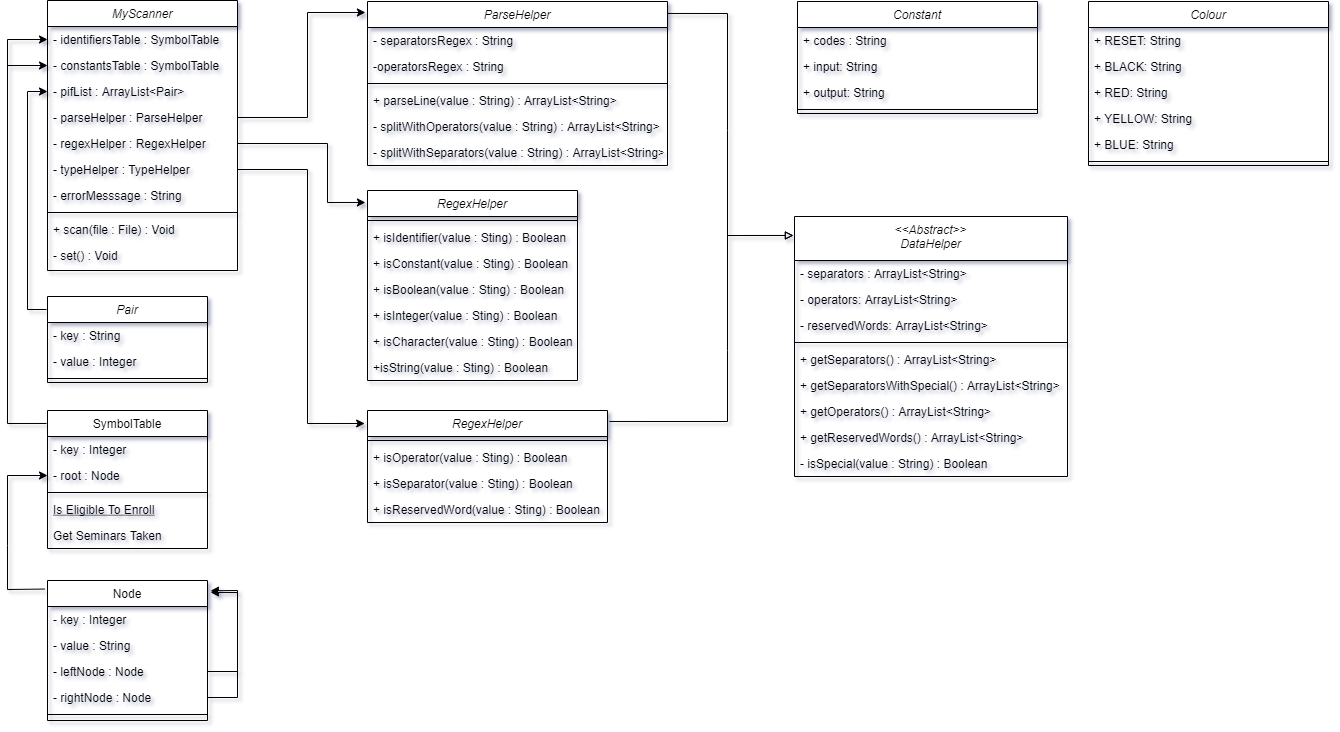 MyScanner
- identifiersTable : SymbolTable
- constantsTable : SymbolTable
- pifList : ArrayList<Pair>
- parseHelper : ParseHelper
- regexHelper : RegexHelper
- typeHelper : TypeHelper
- errorMesssage : String
+ scan(file : File) : Void
- set() : Void
Pair
- key : String
- value : Integer
SymbolTable
- key : Integer
- root : Node
Is Eligible To Enroll
Get Seminars Taken
Node
- key : Integer
- value : String
- leftNode : Node
- rightNode : Node
ParseHelper
- separatorsRegex : String
-operatorsRegex : String
+ parseLine(value : String) : ArrayList<String>
- splitWithOperators(value : String) : ArrayList<String>
- splitWithSeparators(value : String) : ArrayList<String>
RegexHelper
+ isIdentifier(value : Sting) : Boolean
+ isConstant(value : Sting) : Boolean
+ isBoolean(value : Sting) : Boolean
+ isInteger(value : Sting) : Boolean
+ isCharacter(value : Sting) : Boolean
+isString(value : Sting) : Boolean
RegexHelper
+ isOperator(value : Sting) : Boolean
+ isSeparator(value : Sting) : Boolean
+ isReservedWord(value : Sting) : Boolean
Constant
+ codes : String
+ input: String
+ output: String
<<Abstract>>
DataHelper
- separators : ArrayList<String>
- operators: ArrayList<String>
- reservedWords: ArrayList<String>
+ getSeparators() : ArrayList<String>
+ getSeparatorsWithSpecial() : ArrayList<String>
+ getOperators() : ArrayList<String>
+ getReservedWords() : ArrayList<String>
- isSpecial(value : String) : Boolean
Colour
+ RESET: String
+ BLACK: String
+ RED: String
+ YELLOW: String
+ BLUE: String